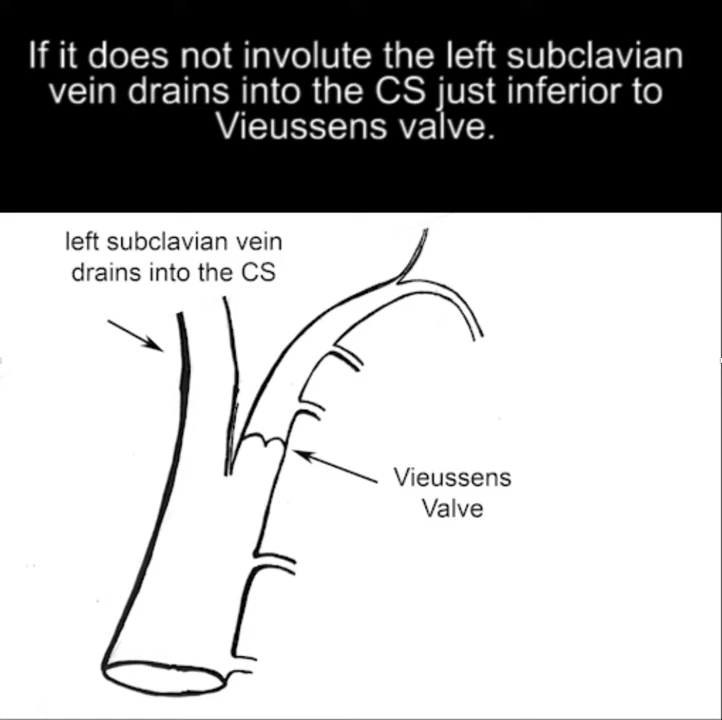 If it does not involute the left subclavian
vein drains into the CS just inferior to
Vieussens valve.
left subclavian vein
drains into the CS
Vieussens
Valve